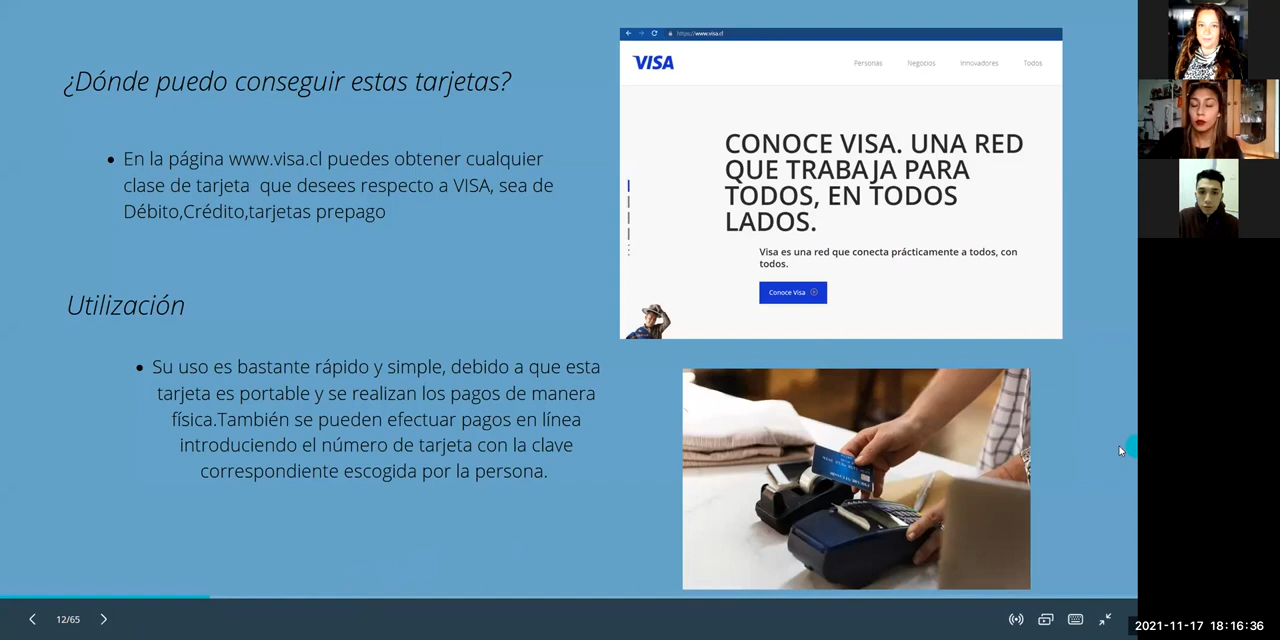 ¿Dónde puedo conseguir estas tarjetas?
En la página www.visa.cl puedes obtener cualquier
clase de tarjeta que desees respecto a VISA, sea de
Débito,Crédito,tarjetas prepago
Utilización
Su uso es bastante rápido y simple, debido a que esta
tarjeta es portable y se realizan los pagos de manera
física.También se pueden efectuar pagos en línea
introduciendo el número de tarjeta con la clave
correspondiente escogida por la persona.
https://www.visa.cl
VISA
Personas Negocios Innovadores Todos
CONOCE VISA. UNA RED
QUE TRABAJA PARA
TODOS, EN TODOS
LADOS.
Visa es una red que conecta prácticamente a todos, con
todos.
Conoce Visa
12/65
2021-11-17 18:16:36